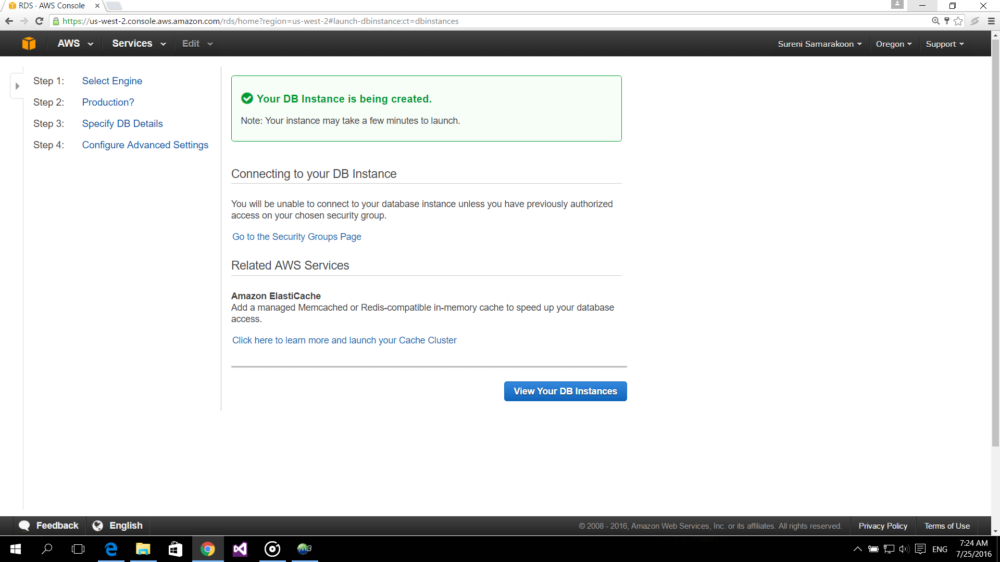 RDS · AWS Console
https://us-west-2.console.aws.amazon.com/rds/home?region=us-west-2#launch-dbinstance:ct=dbinstances
AWS Services Edit Sureni Samarakoon Oregon Support
Step 1: Select Engine
Step 2: Production?
Step 3: Specify DB Details
Step 4: Configure Advanced Settings
Your DB Instance is being created.
Note: Your instance may take a few minutes to launch.
Connecting to your DB Instance
You will be unable to connect to your database instance unless you have previously authorized
access on your chosen security group.
Go to the Security Groups Page
Related AWS Services
Amazon ElastiCache
Add a managed Memcached or Redis-compatible in-memory cache to speed up your database
access.
Click here to learn more and launch your Cache Cluster
View Your DB Instances
Feedback English © 2008 - 2016, Amazon Web Services, Inc. or its affiliates. All rights reserved. Privacy Policy Terms of Use
M3
ENG
7:24 AM
7/25/2016